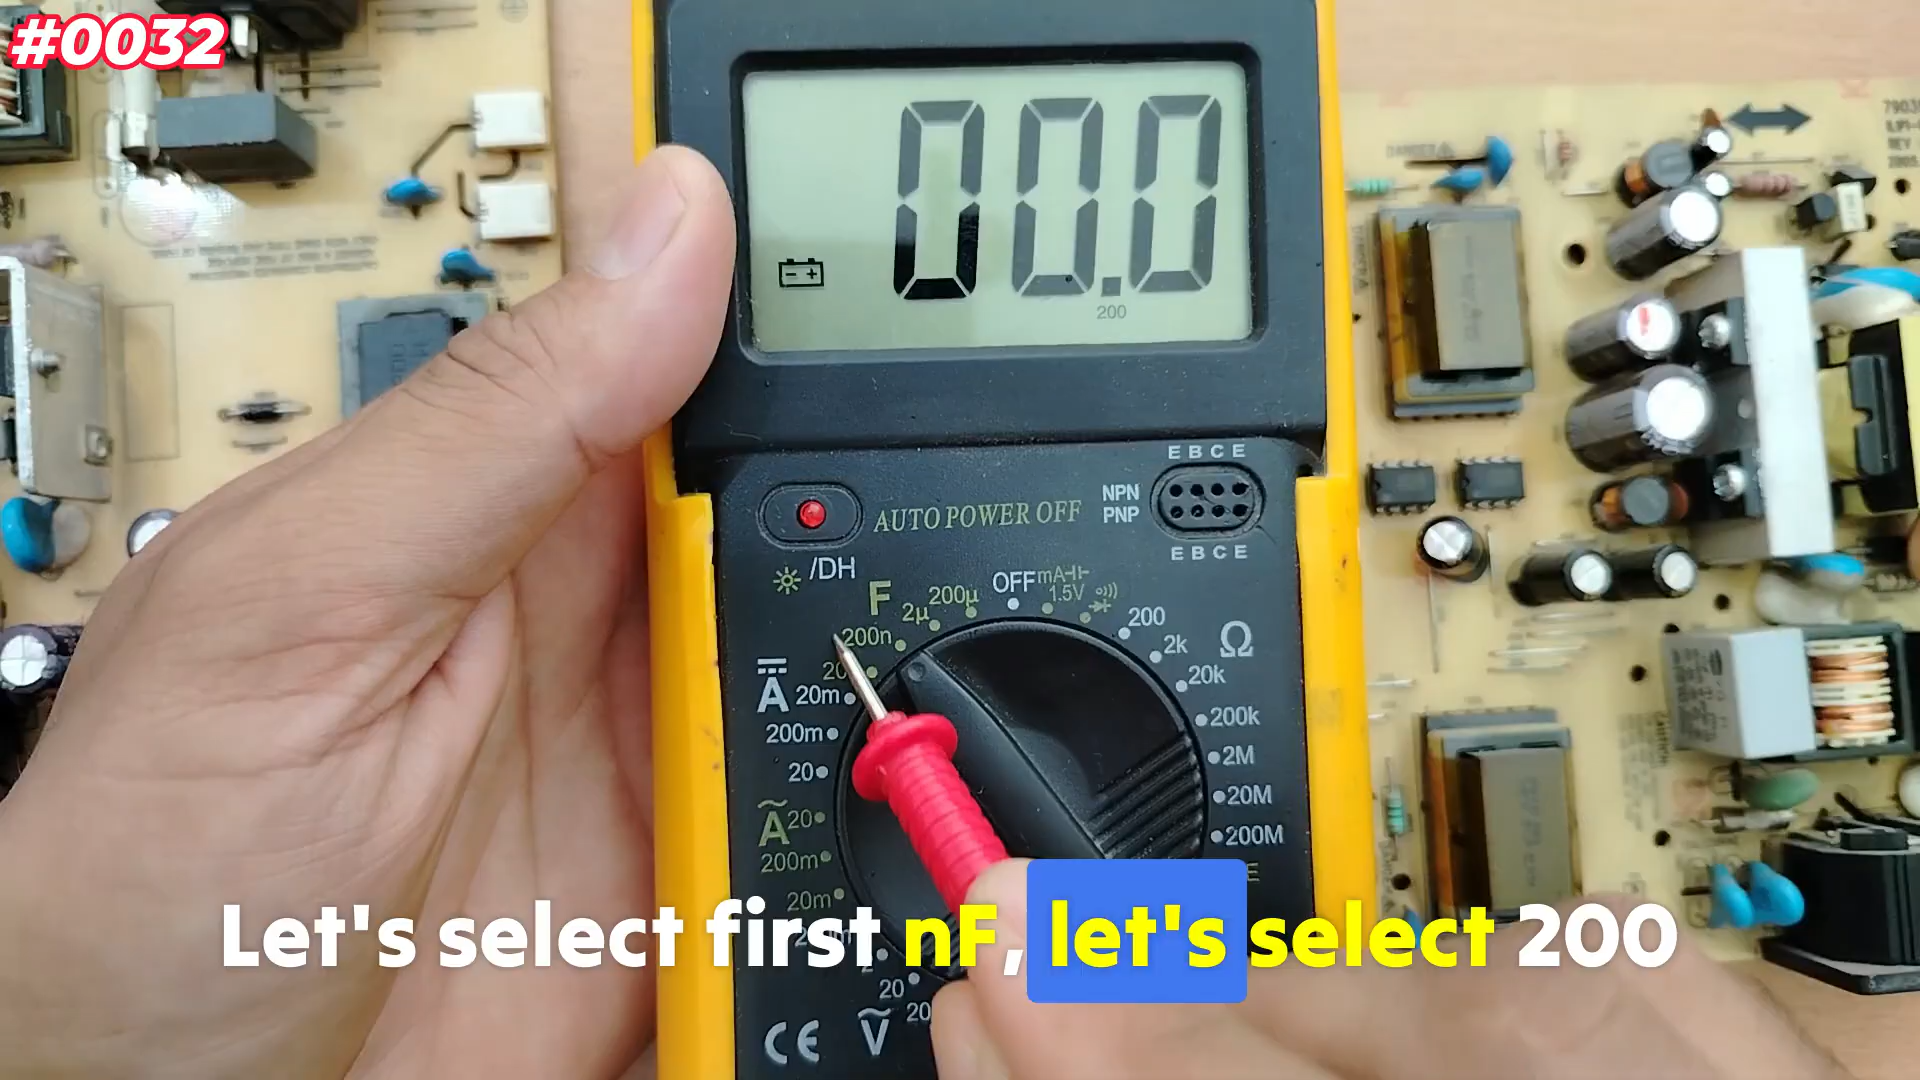 #0032
00.0
200
E B C E
NPN
PNP
E B C E
AUTO POWER OFF
/DH
F
2µ
200µ
OFF
mA
1.5V
200n
20m
200m
20
A
20
200m
20m
A
200
2k
Ω
20k
200k
2M
20M
200M
Let's select first nF, let's select 200
20
20
CE
V